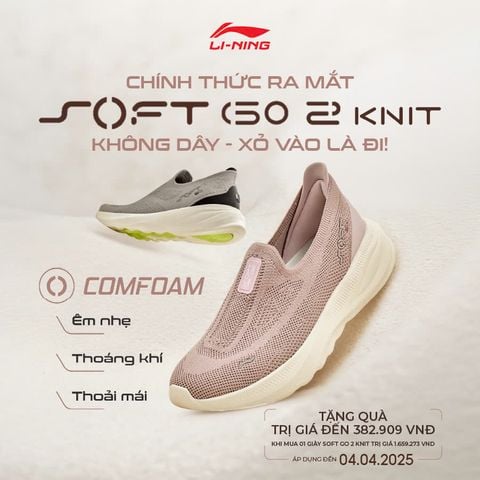 LI-NING
CHÍNH THỨC RA MẮT
SOFT GO 2 KNIT
KHÔNG DÂY - XỎ VÀO LÀ ĐI!
COMFOAM
Êm nhẹ
Thoáng khí
Thoải mái
TẶNG QUÀ
TRỊ GIÁ ĐẾN 382.909 VNĐ
KHI MUA 01 GIÀY SOFT GO 2 KNIT TRỊ GIÁ 1.659.273 VND
ÁP DỤNG ĐẾN 04.04.2025